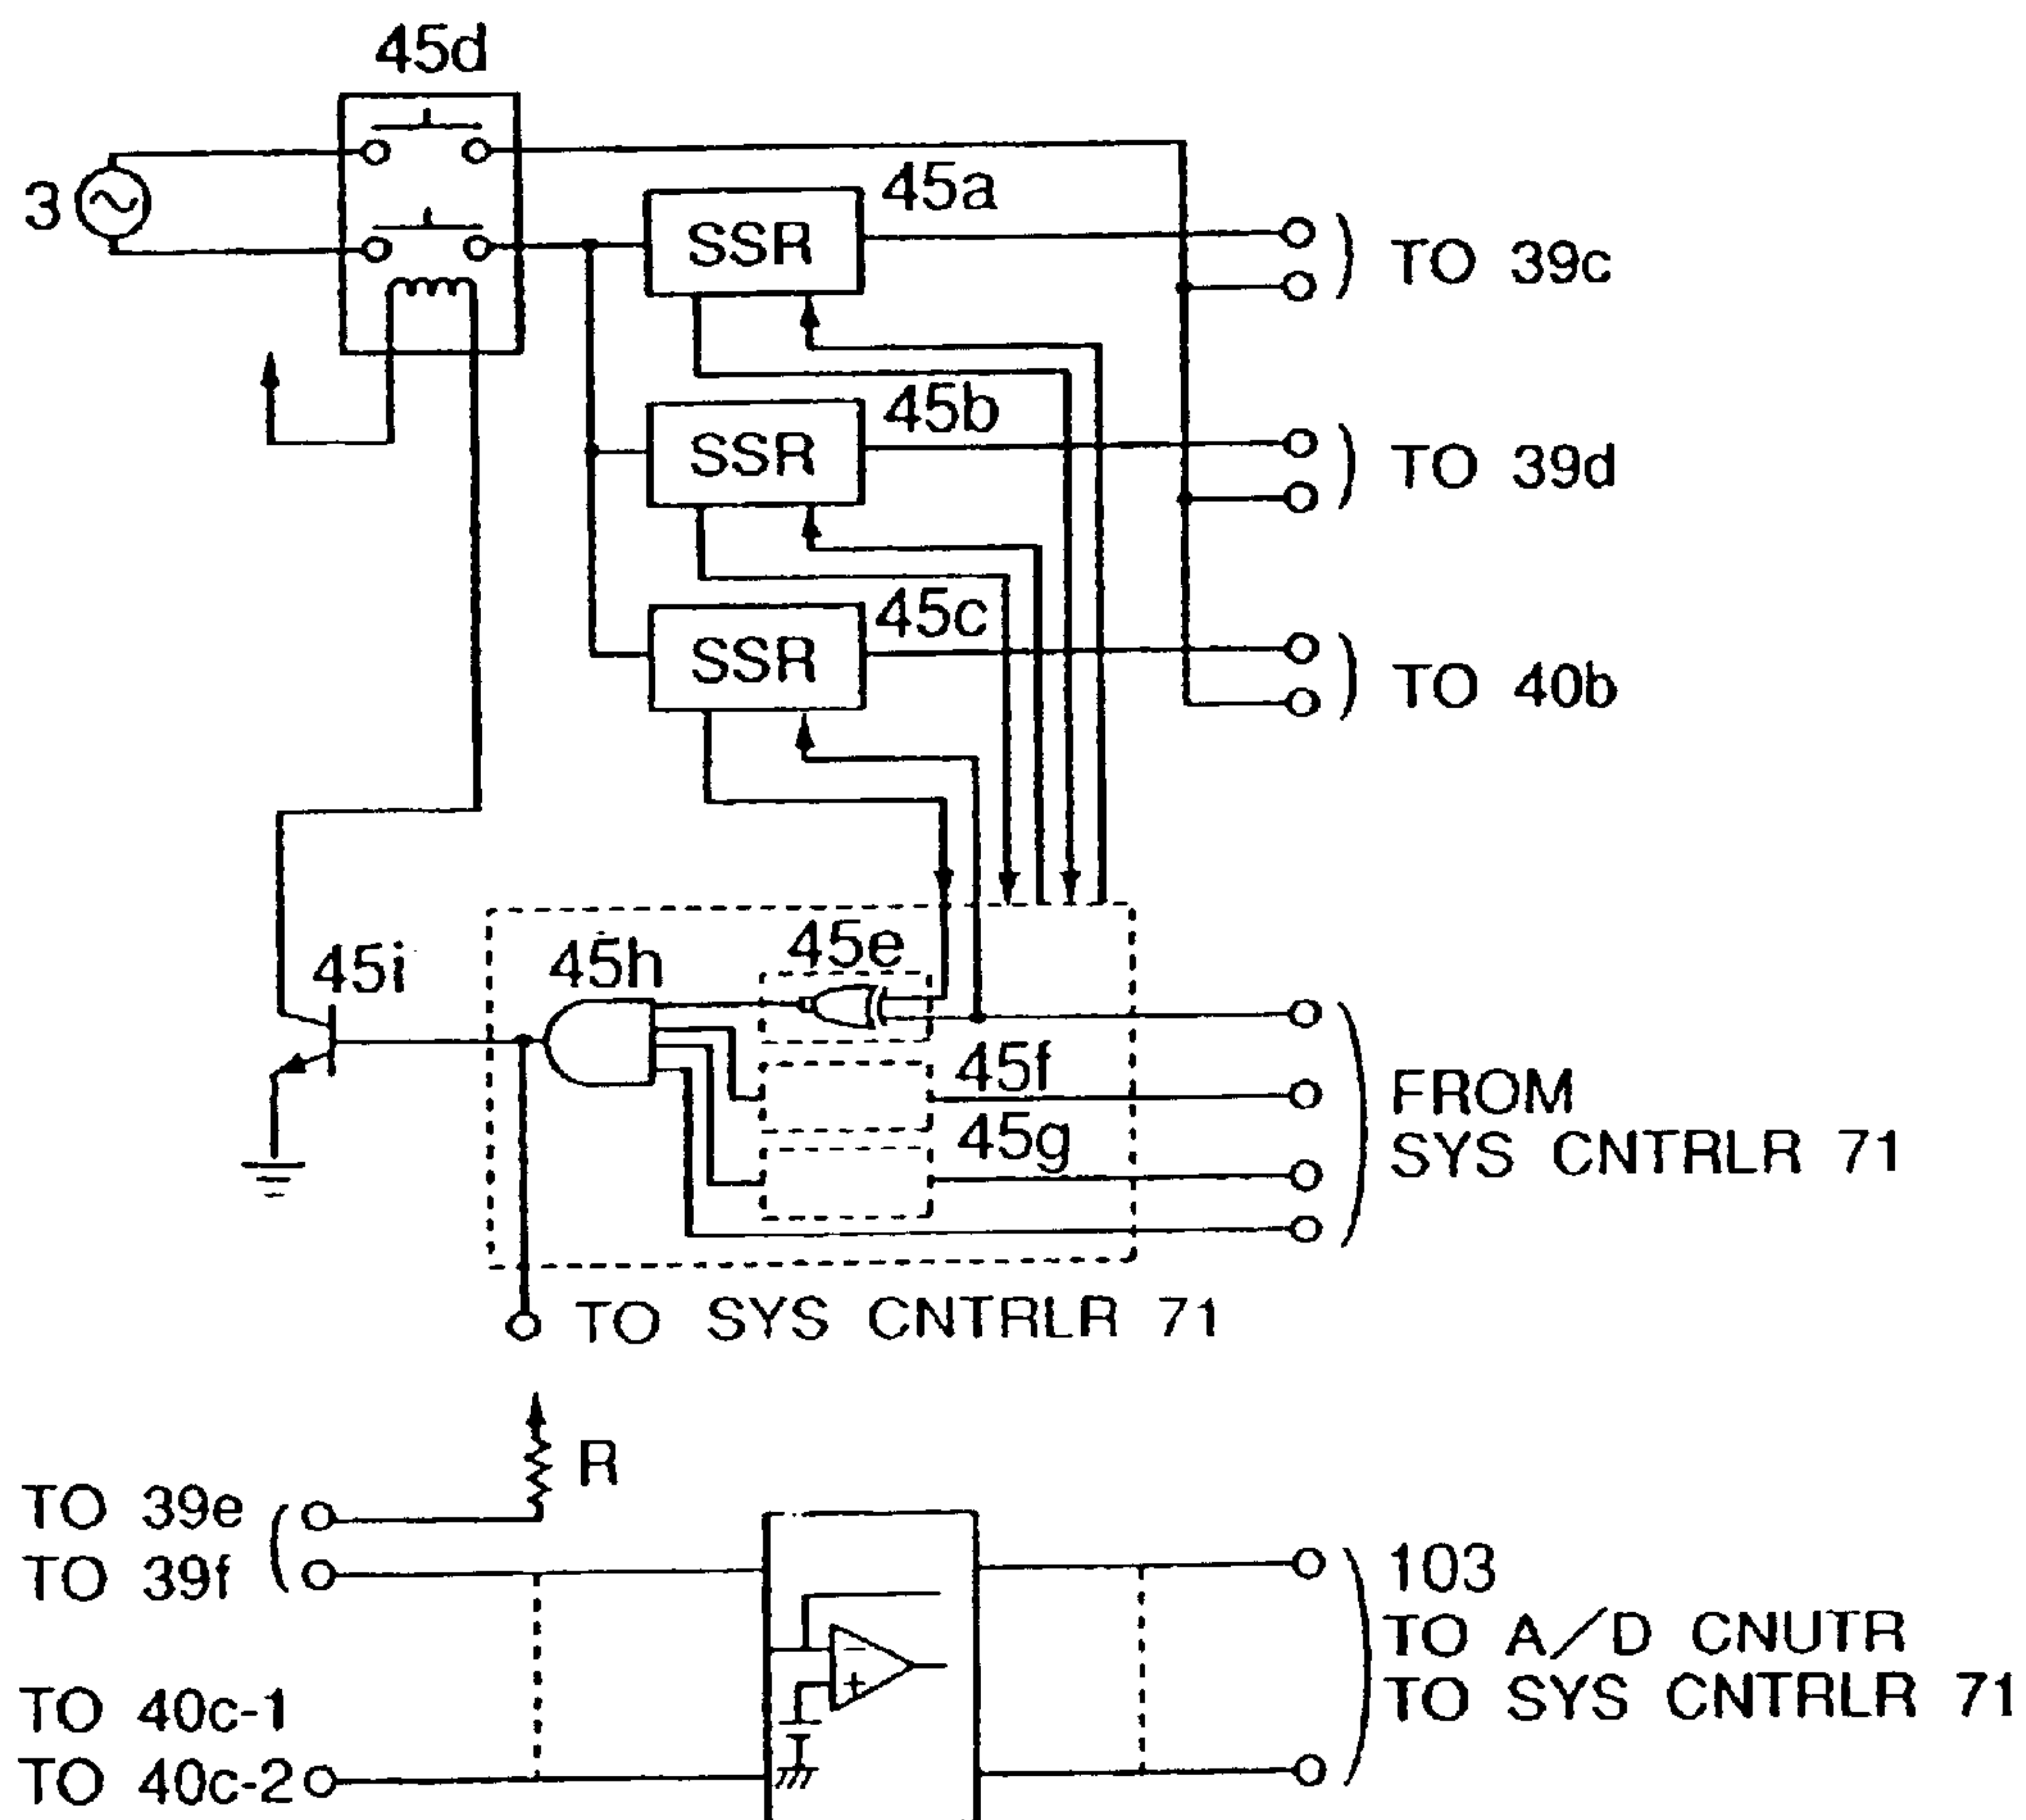 45d
3
45a
SSR
TO 39c
45b
SSR
TO 39d
45c
SSR
TO 40b
45i
45h
45e
45f
45g
FROM
SYS CNTRLR 71
TO SYS CNTRLR 71
R
TO 39e
TO 39f
−
+
103
TO A/D CNUTR
TO SYS CNTRLR 71
TO 40c-1
TO 40c-2